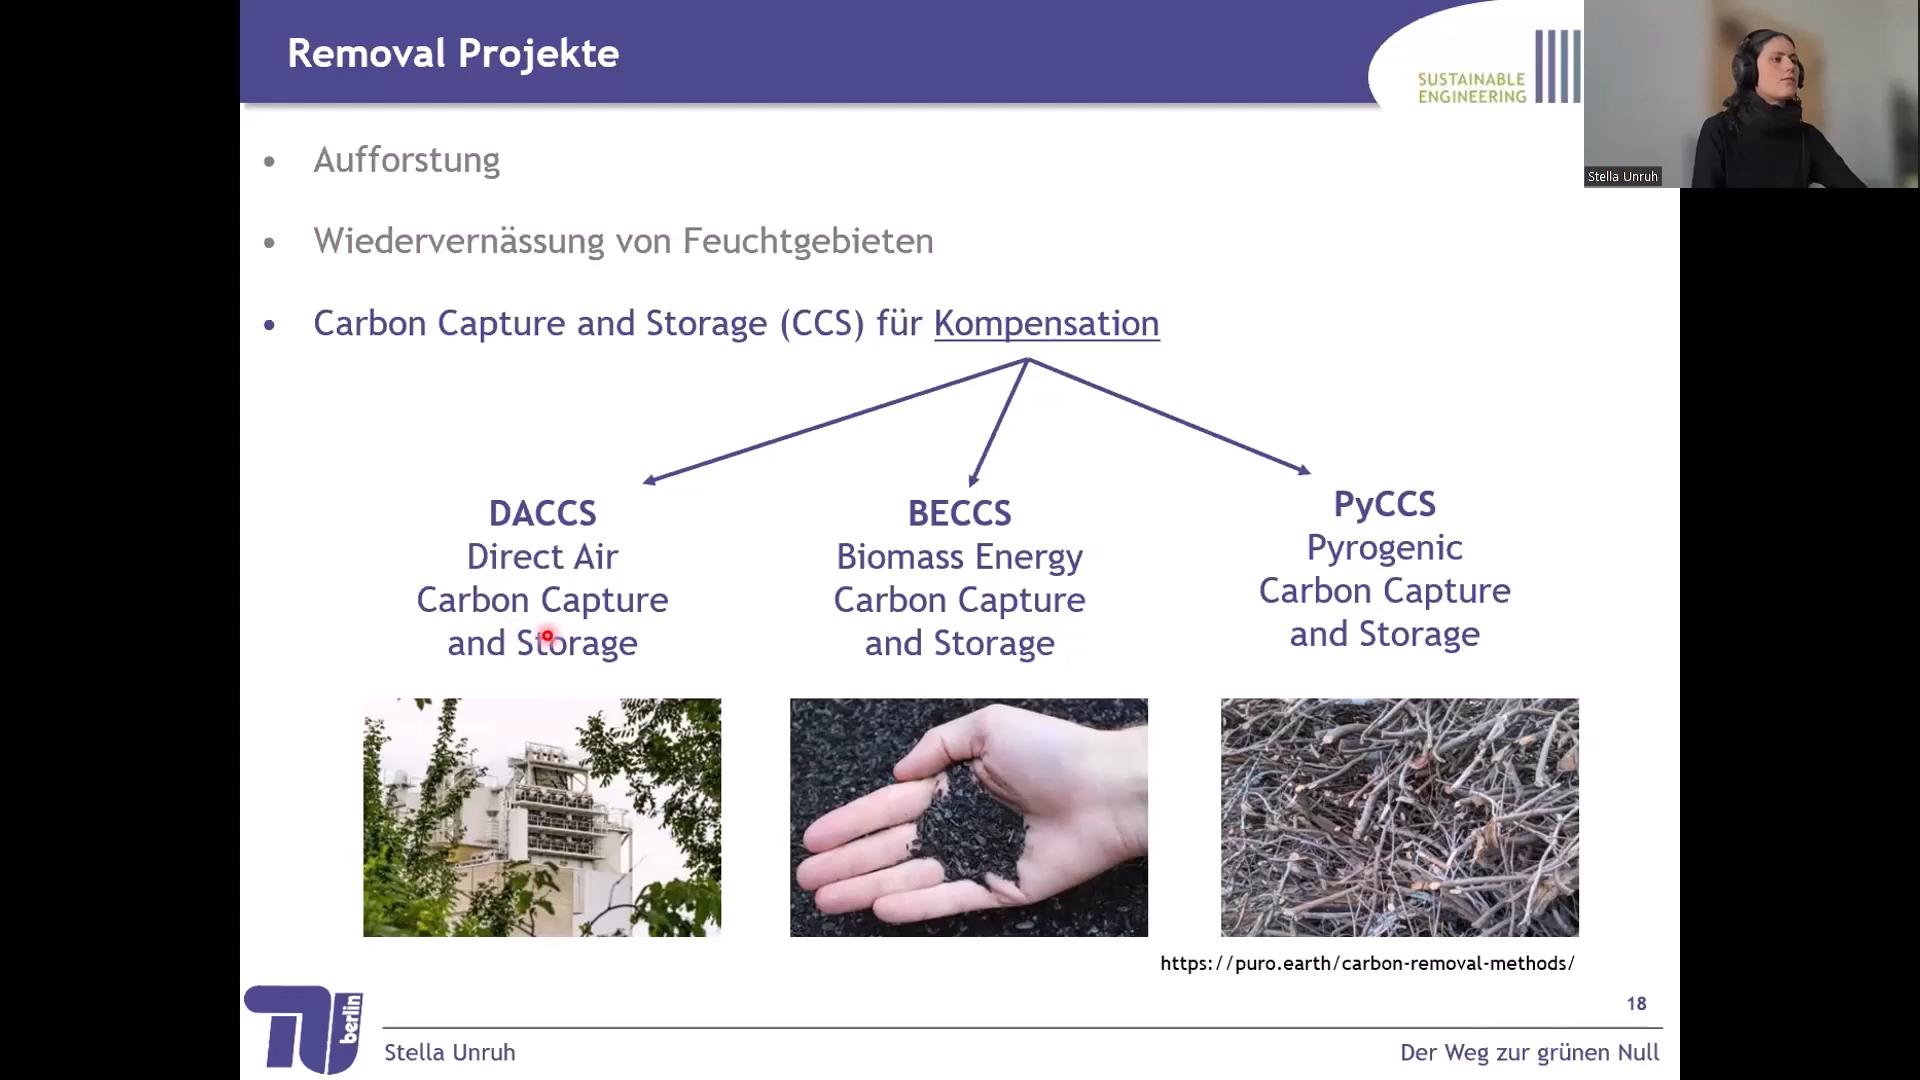 Removal Projekte
SUSTAINABLE
ENGINEERING
Stella Unruh
• Aufforstung
• Wiedervernässung von Feuchtgebieten
• Carbon Capture and Storage (CCS) für Kompensation
DACCS
Direct Air
Carbon Capture
and Storage
BECCS
Biomass Energy
Carbon Capture
and Storage
PyCCS
Pyrogenic
Carbon Capture
and Storage
https://puro.earth/carbon-removal-methods/
18
TU berlin
Stella Unruh
Der Weg zur grünen Null